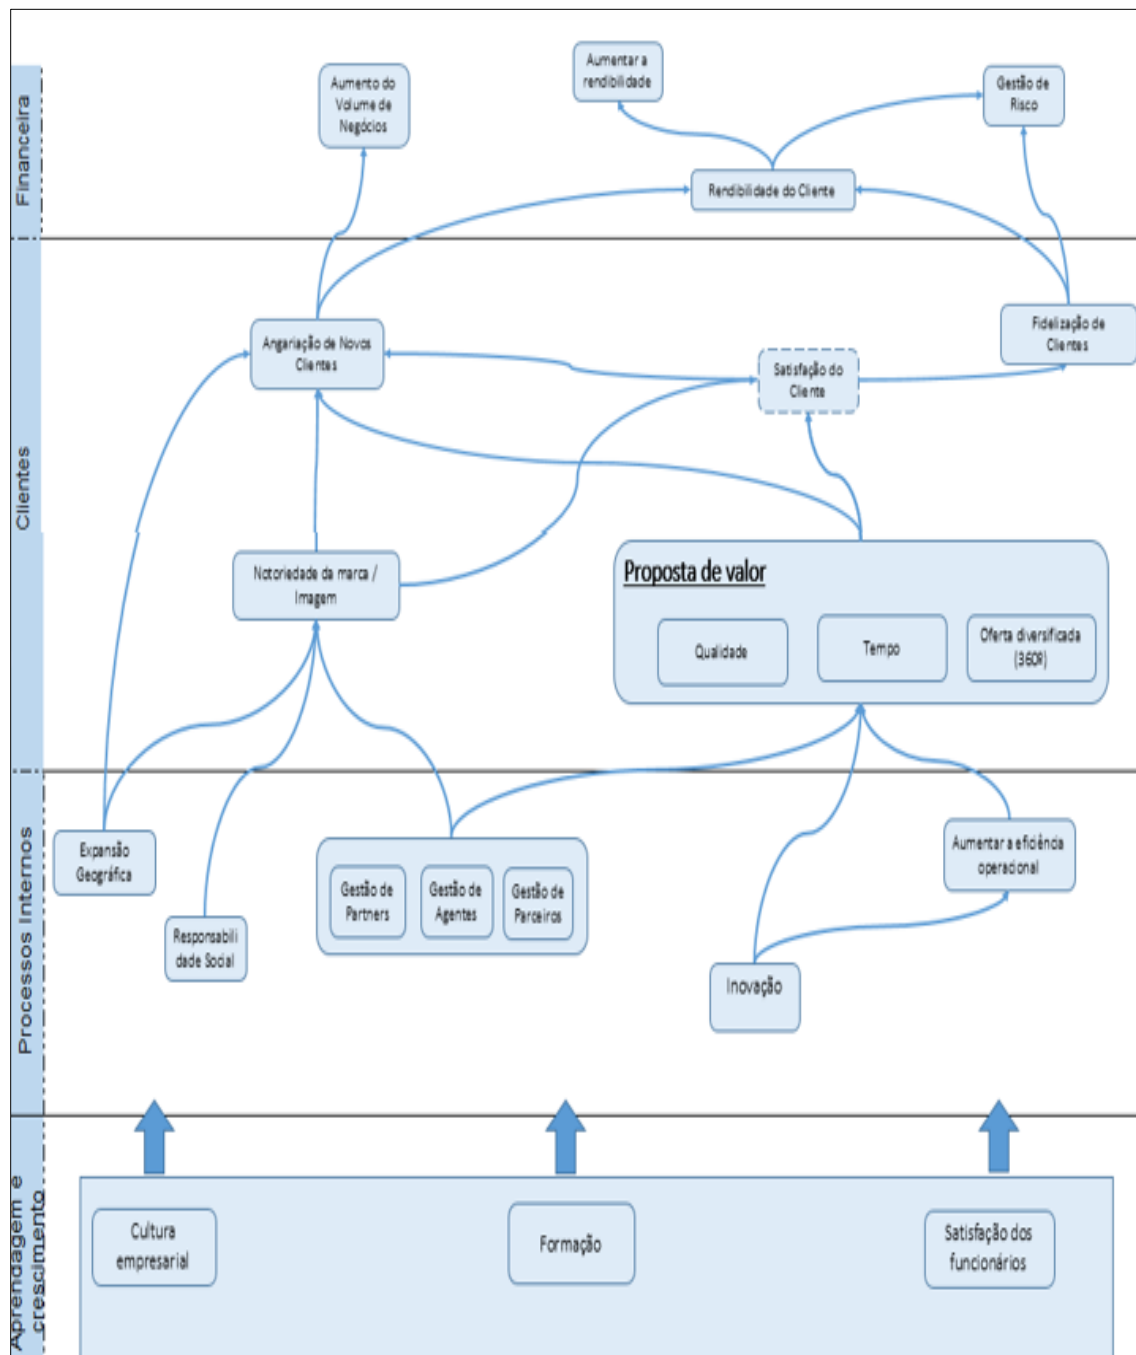 Financeira
Aumento do
Volume de
Negócios
Aumentar a
rendibilidade
Gestão de
Risco
Rendibilidade do Cliente
Clientes
Angariação de Novos
Clientes
Satisfação do
Cliente
Fidelização de
Clientes
Notoriedade da marca /
Imagem
Proposta de valor
Qualidade
Tempo
Oferta diversificada
(360º)
Processos Internos
Expansão
Geográfica
Responsabili
dade Social
Gestão de
Partners
Gestão de
Agentes
Gestão de
Parceiros
Aumentar a eficiência
operacional
Inovação
Aprendagem e
crescimento
Cultura
empresarial
Formação
Satisfação dos
funcionários